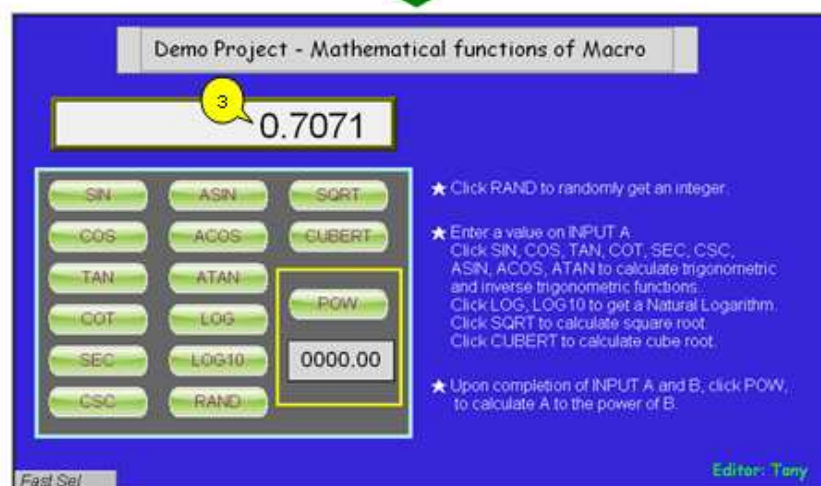 Demo Project - Mathematical functions of Macro
3
0.7071
SIN ASIN SQRT
COS ACOS CUBERT
TAN ATAN
COT LOG POW
SEC LOG10 0000.00
CSC RAND
★ Click RAND to randomly get an integer.
★ Enter a value on INPUT A
Click SIN, COS, TAN, COT, SEC, CSC,
ASIN, ACOS, ATAN to calculate trigonometric
and inverse trigonometric functions.
Click LOG, LOG10 to get a Natural Logarithm.
Click SQRT to calculate square root
Click CUBERT to calculate cube root.
★ Upon completion of INPUT A and B, click POW,
to calculate A to the power of B.
Editor: Tony
Fast Sel